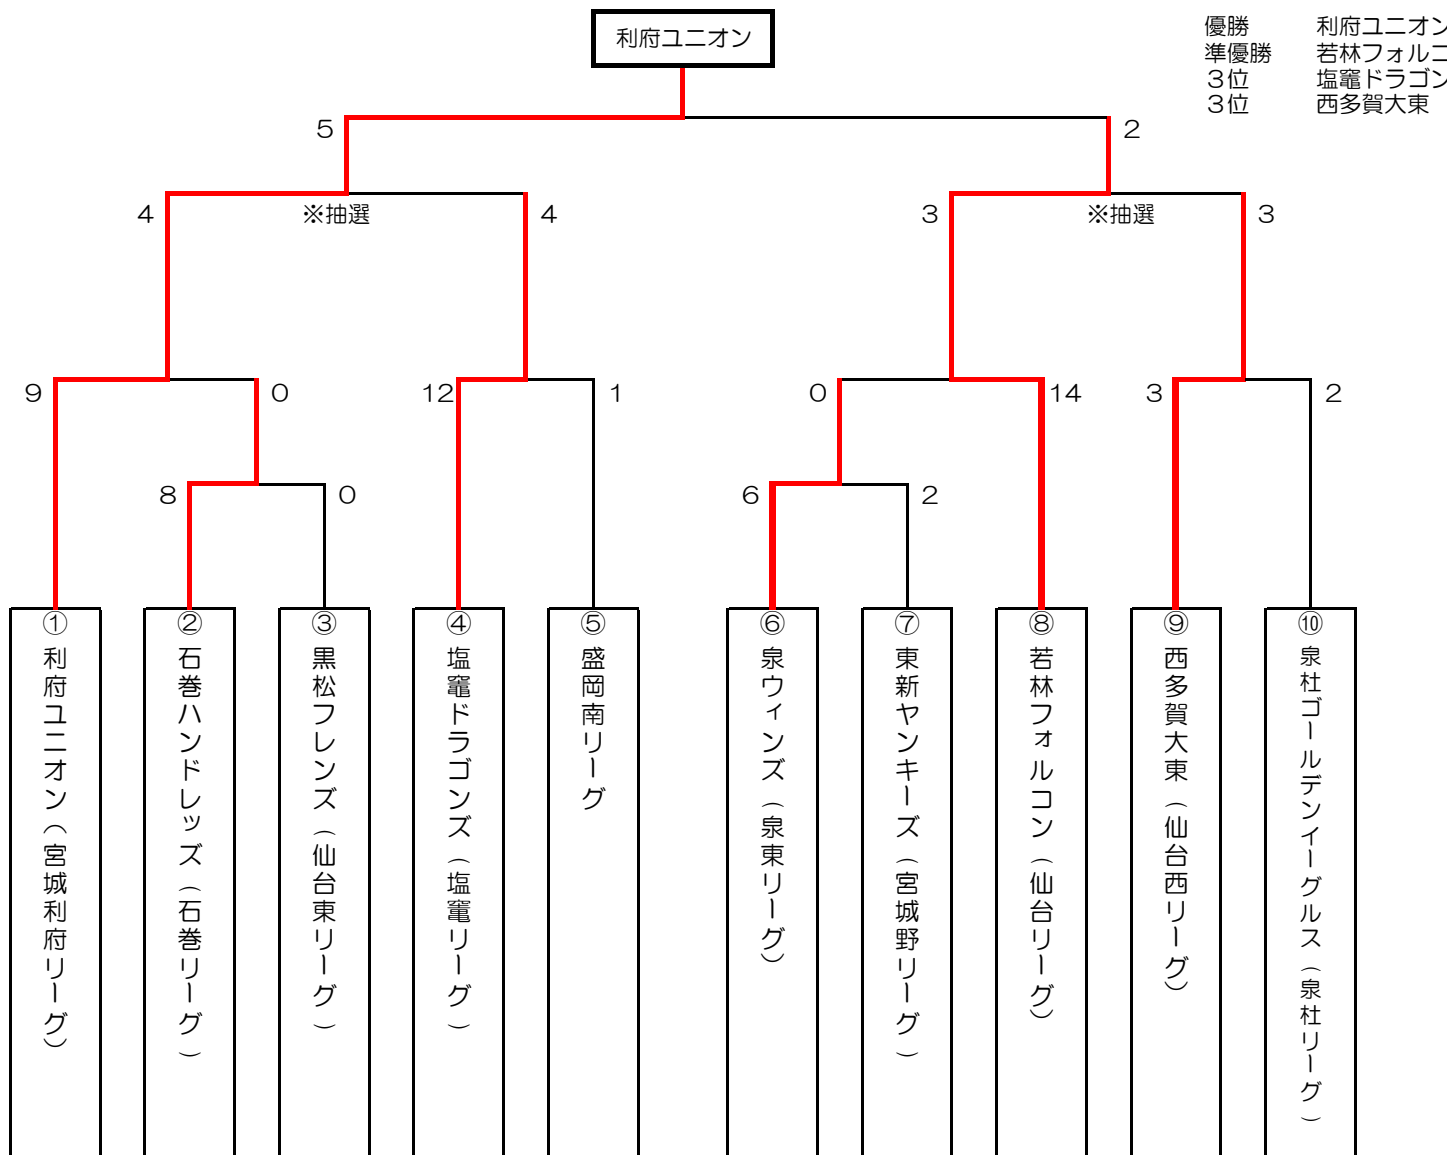 利府ユニオン
優勝 利府ユニオン
準優勝 若林フォルコ
３位 塩竈ドラゴン
３位 西多賀大東
5 2
4 ※抽選 4 3 ※抽選 3
9 0 12 1 0 14 3 2
8 0 6 2
①利府ユニオン（宮城利府リーグ）
②石巻ハンドレッズ（石巻リーグ）
③黒松フレンズ（仙台東リーグ）
④塩竈ドラゴンズ（塩竈リーグ）
⑤盛岡南リーグ
⑥泉ウィンズ（泉東リーグ）
⑦東新ヤンキーズ（宮城野リーグ）
⑧若林フォルコン（仙台リーグ）
⑨西多賀大東（仙台西リーグ）
⑩泉杜ゴールデンイーグルス（泉杜リーグ）